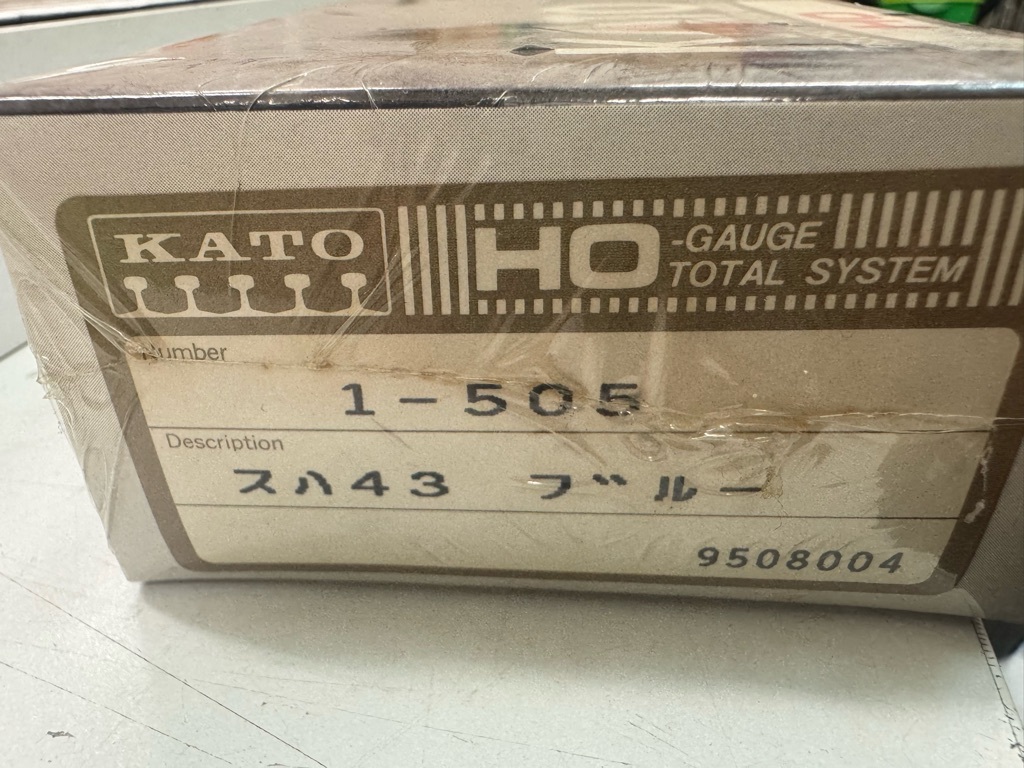 KATO
HO-GAUGE
TOTAL SYSTEM
Number
1-505
Description
スハ43 ブルー
9508004